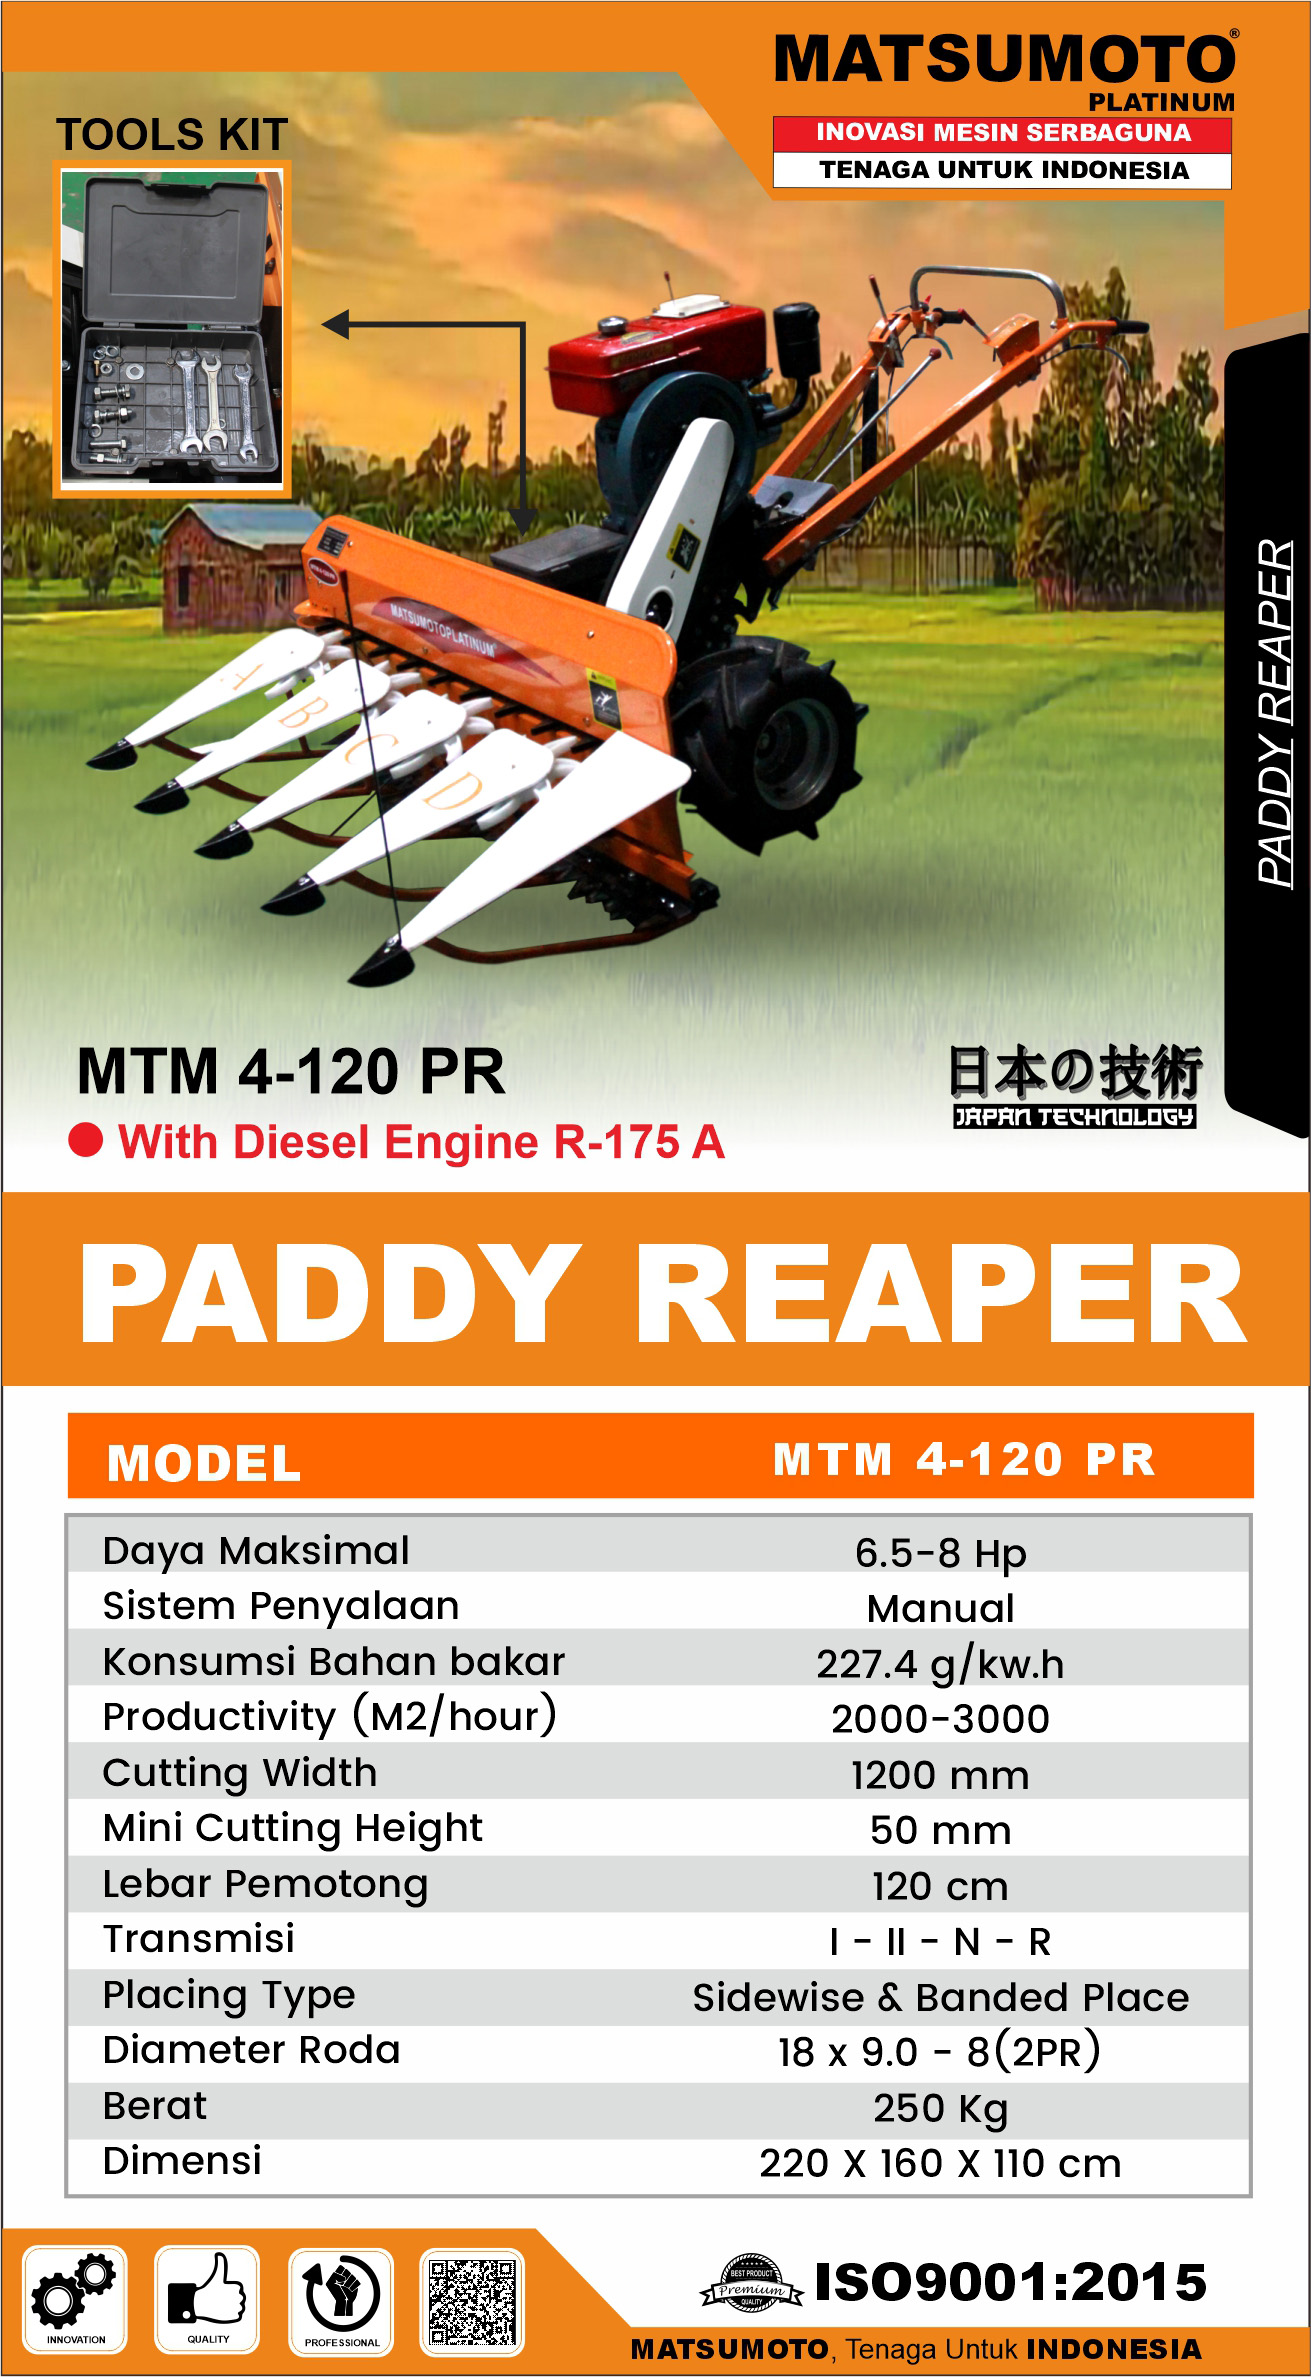 MATSUMOTO®
PLATINUM
INOVASI MESIN SERBAGUNA
TENAGA UNTUK INDONESIA
TOOLS KIT
PADDY REAPER
MATSUMOTOPLATINUM
A
B
C
D
MTM 4-120 PR
日本の技術
JAPAN TECHNOLOGY
With Diesel Engine R-175 A
PADDY REAPER
MODEL MTM 4-120 PR
Daya Maksimal 6.5-8 Hp
Sistem Penyalaan Manual
Konsumsi Bahan bakar 227.4 g/kw.h
Productivity (M2/hour) 2000-3000
Cutting Width 1200 mm
Mini Cutting Height 50 mm
Lebar Pemotong 120 cm
Transmisi I - II - N - R
Placing Type Sidewise & Banded Place
Diameter Roda 18 x 9.0 - 8(2PR)
Berat 250 Kg
Dimensi 220 X 160 X 110 cm
INNOVATION
QUALITY
PROFESSIONAL
BEST PRODUCT
Premium
QUALITY
ISO9001:2015
MATSUMOTO, Tenaga Untuk INDONESIA